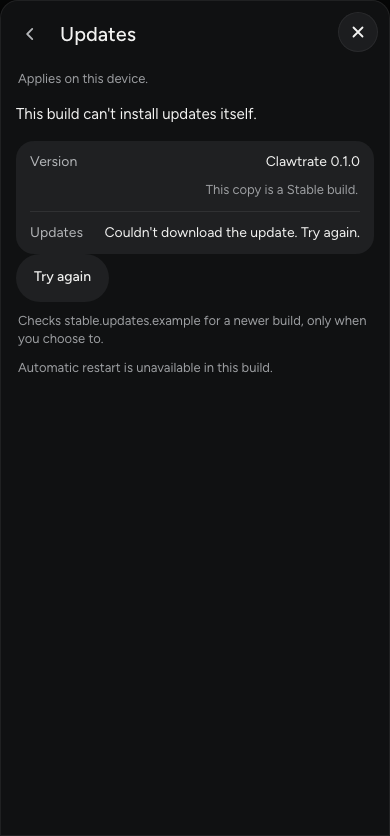 Updates
Applies on this device.
This build can't install updates itself.
Version Clawtrate 0.1.0
This copy is a Stable build.
Updates Couldn't download the update. Try again.
Try again
Checks stable.updates.example for a newer build, only when
you choose to.
Automatic restart is unavailable in this build.